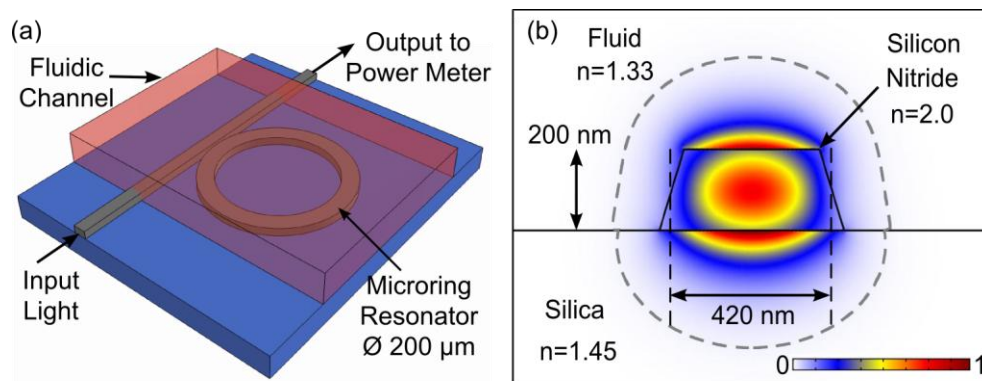 (a)
Output to
Power Meter
Fluidic
Channel
Input
Light
Microring
Resonator
Ø 200 μm
(b)
Fluid
n=1.33
Silicon
Nitride
n=2.0
200 nm
420 nm
Silica
n=1.45
0
1